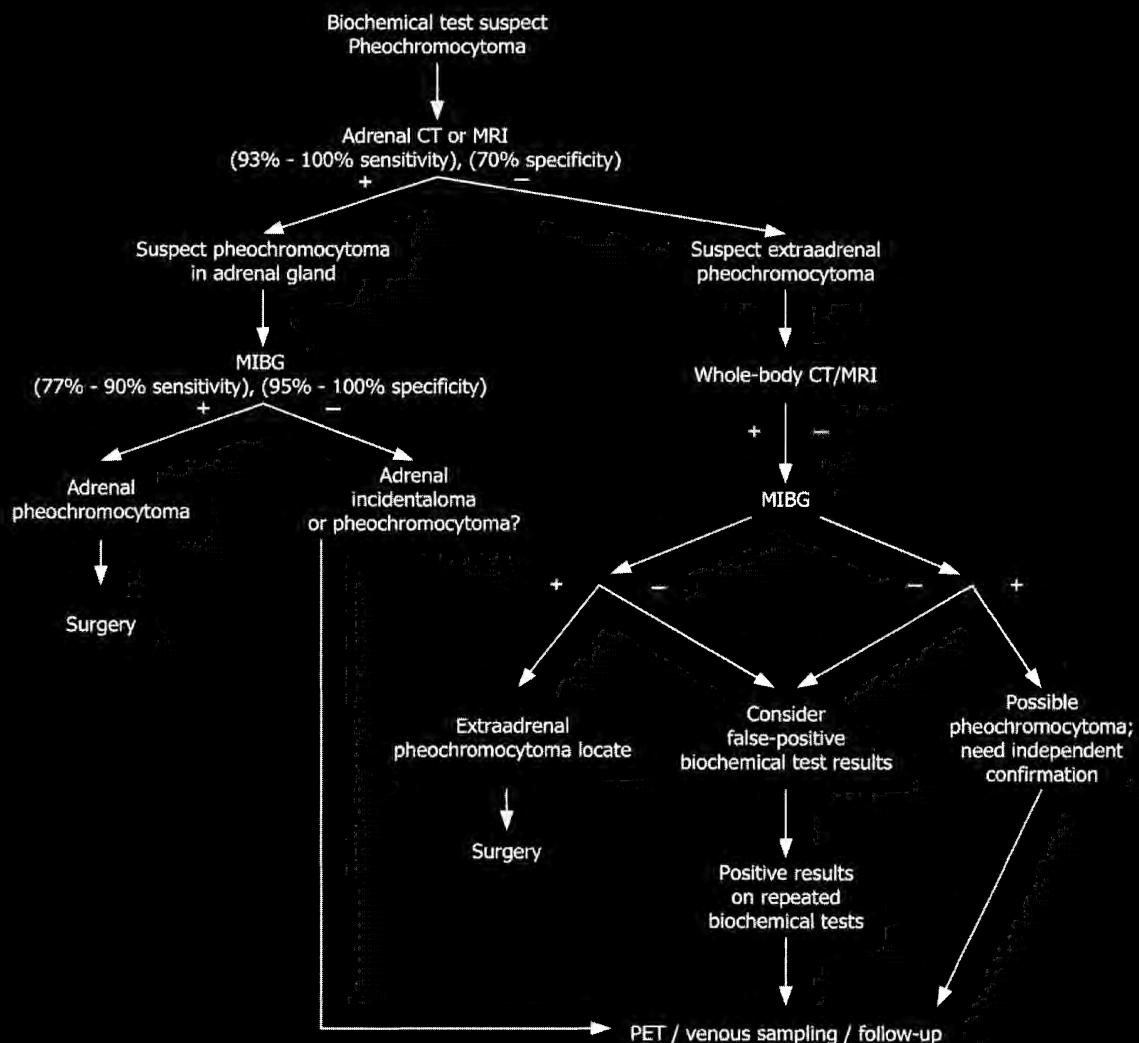 Biochemical test suspect
Pheochromocytoma
Adrenal CT or MRI
(93% - 100% sensitivity), (70% specificity)
+ −
Suspect pheochromocytoma
in adrenal gland
Suspect extraadrenal
pheochromocytoma
MIBG
(77% - 90% sensitivity), (95% - 100% specificity)
+ −
Whole-body CT/MRI
+ −
Adrenal
pheochromocytoma
Adrenal
incidentaloma
or pheochromocytoma?
MIBG
+ − − +
Surgery
Extraadrenal
pheochromocytoma locate
Consider
false-positive
biochemical test results
Possible
pheochromocytoma;
need independent
confirmation
Surgery
Positive results
on repeated
biochemical tests
PET / venous sampling / follow-up